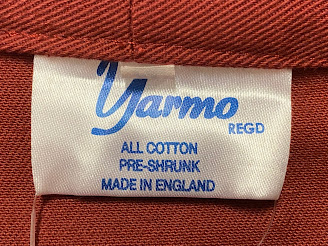 Yarmo
REGD
ALL COTTON
PRE-SHRUNK
MADE IN ENGLAND